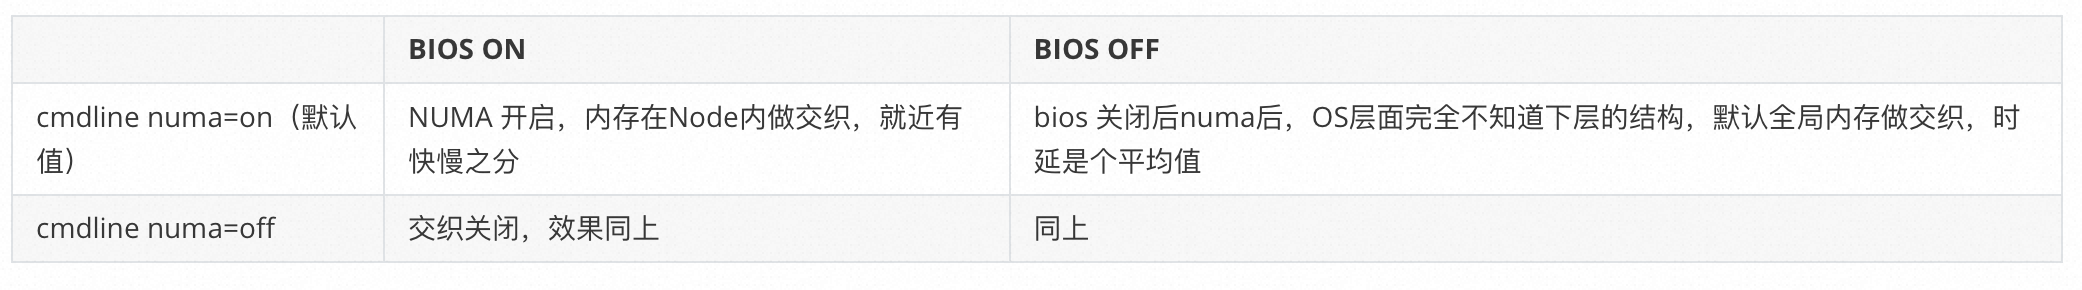 BIOS ON
BIOS OFF
cmdline numa=on（默认
值）
NUMA 开启，内存在Node内做交织，就近有
快慢之分
bios 关闭后numa后，OS层面完全不知道下层的结构，默认全局内存做交织，时
延是个平均值
cmdline numa=off
交织关闭，效果同上
同上